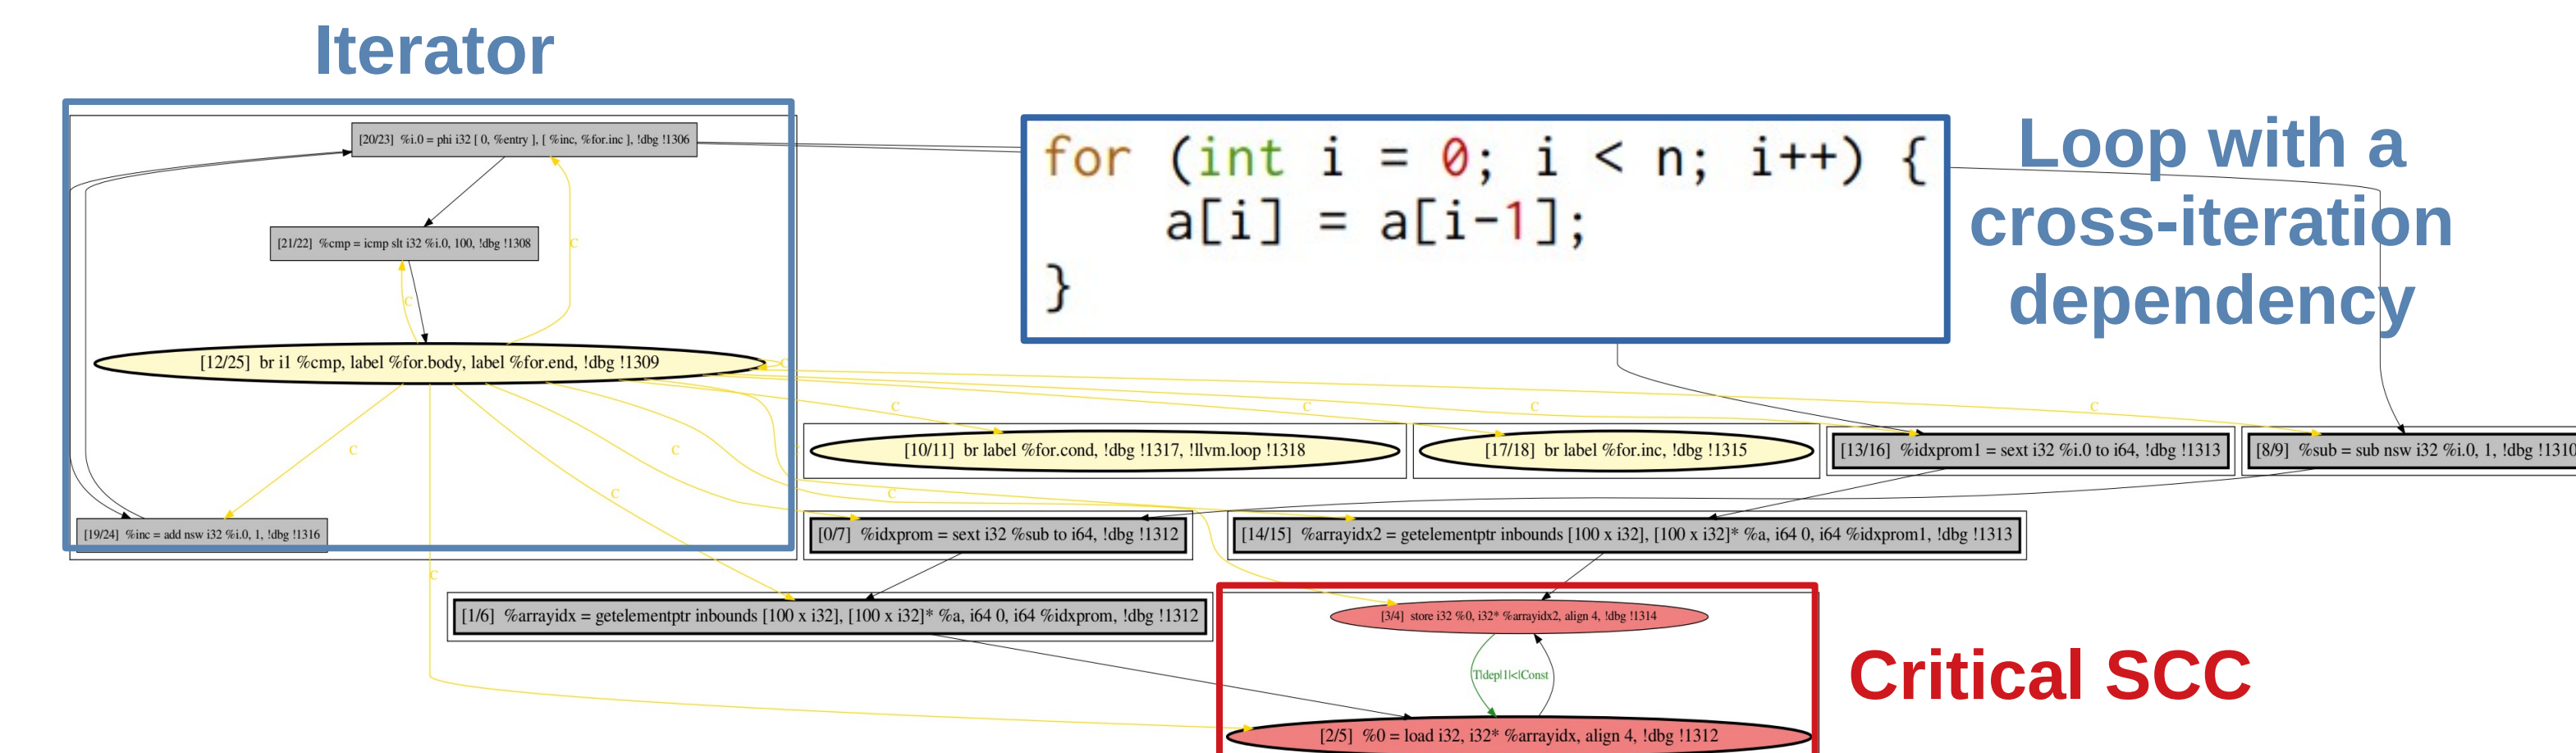 Iterator
[20/23] %i.0 = phi i32 [ 0, %entry ], [ %inc, %for.inc ], !dbg !1306
for (int i = 0; i < n; i++) {
a[i] = a[i-1];
}
Loop with a
cross-iteration
dependency
[21/22] %cmp = icmp slt i32 %i.0, 100, !dbg !1308
C
C
[12/25] br i1 %cmp, label %for.body, label %for.end, !dbg !1309
C
C
C
C
C
[10/11] br label %for.cond, !dbg !1317, !llvm.loop !1318
[17/18] br label %for.inc, !dbg !1315
[13/16] %idxprom1 = sext i32 %i.0 to i64, !dbg !1313
[8/9] %sub = sub nsw i32 %i.0, 1, !dbg !1310
C
C
C
C
[19/24] %inc = add nsw i32 %i.0, 1, !dbg !1316
[0/7] %idxprom = sext i32 %sub to i64, !dbg !1312
[14/15] %arrayidx2 = getelementptr inbounds [100 x i32], [100 x i32]* %a, i64 0, i64 %idxprom1, !dbg !1313
C
[1/6] %arrayidx = getelementptr inbounds [100 x i32], [100 x i32]* %a, i64 0, i64 %idxprom, !dbg !1312
[3/4] store i32 %0, i32* %arrayidx2, align 4, !dbg !1314
T|dep|1|<|Const
Critical SCC
[2/5] %0 = load i32, i32* %arrayidx, align 4, !dbg !1312